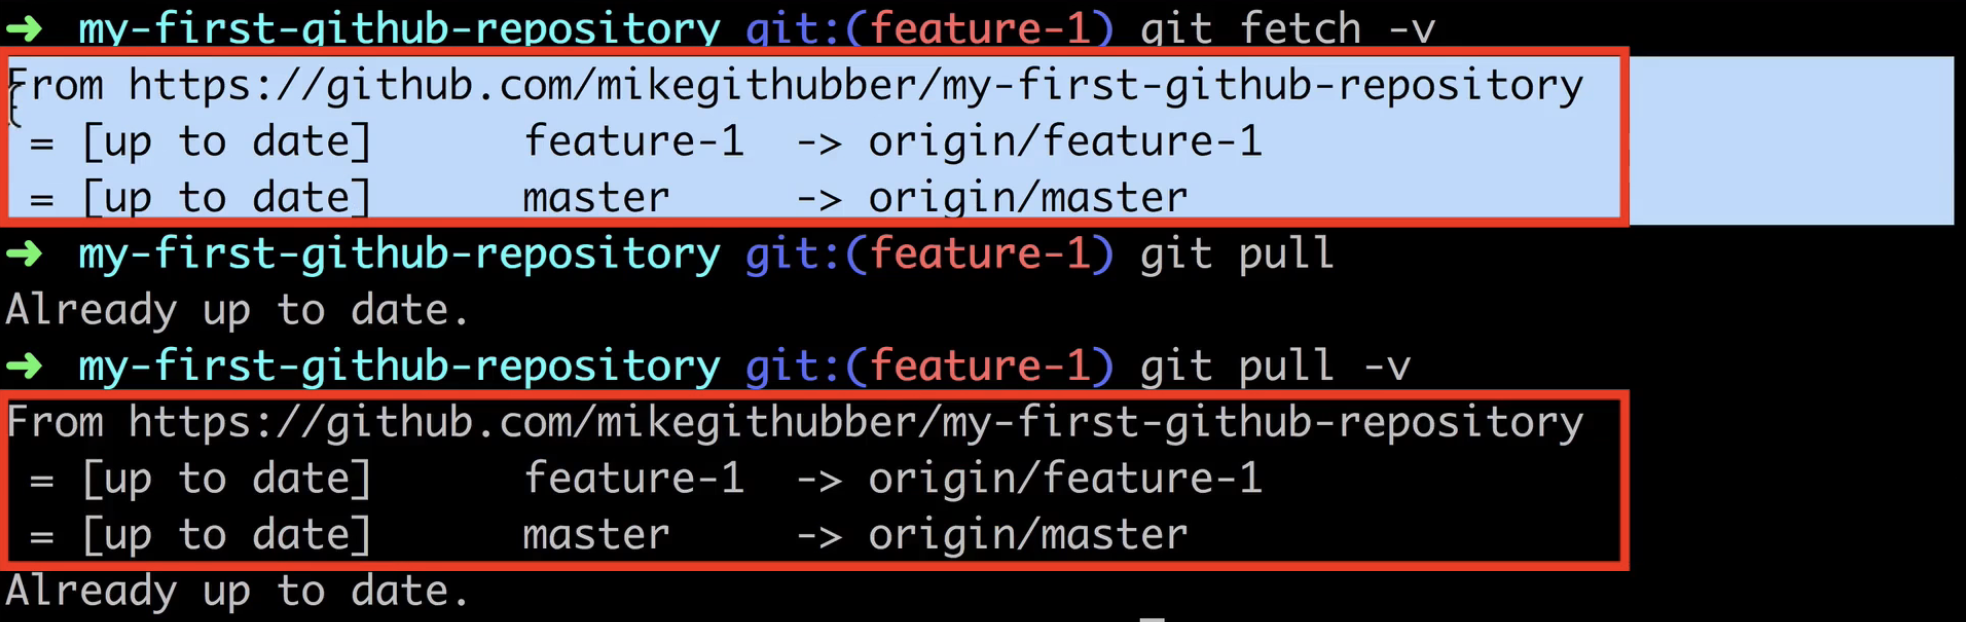 ➜ my-first-github-repository git:(feature-1) git fetch -v
From https://github.com/mikegithubber/my-first-github-repository
= [up to date] feature-1 -> origin/feature-1
= [up to date] master -> origin/master
➜ my-first-github-repository git:(feature-1) git pull
Already up to date.
➜ my-first-github-repository git:(feature-1) git pull -v
From https://github.com/mikegithubber/my-first-github-repository
= [up to date] feature-1 -> origin/feature-1
= [up to date] master -> origin/master
Already up to date.